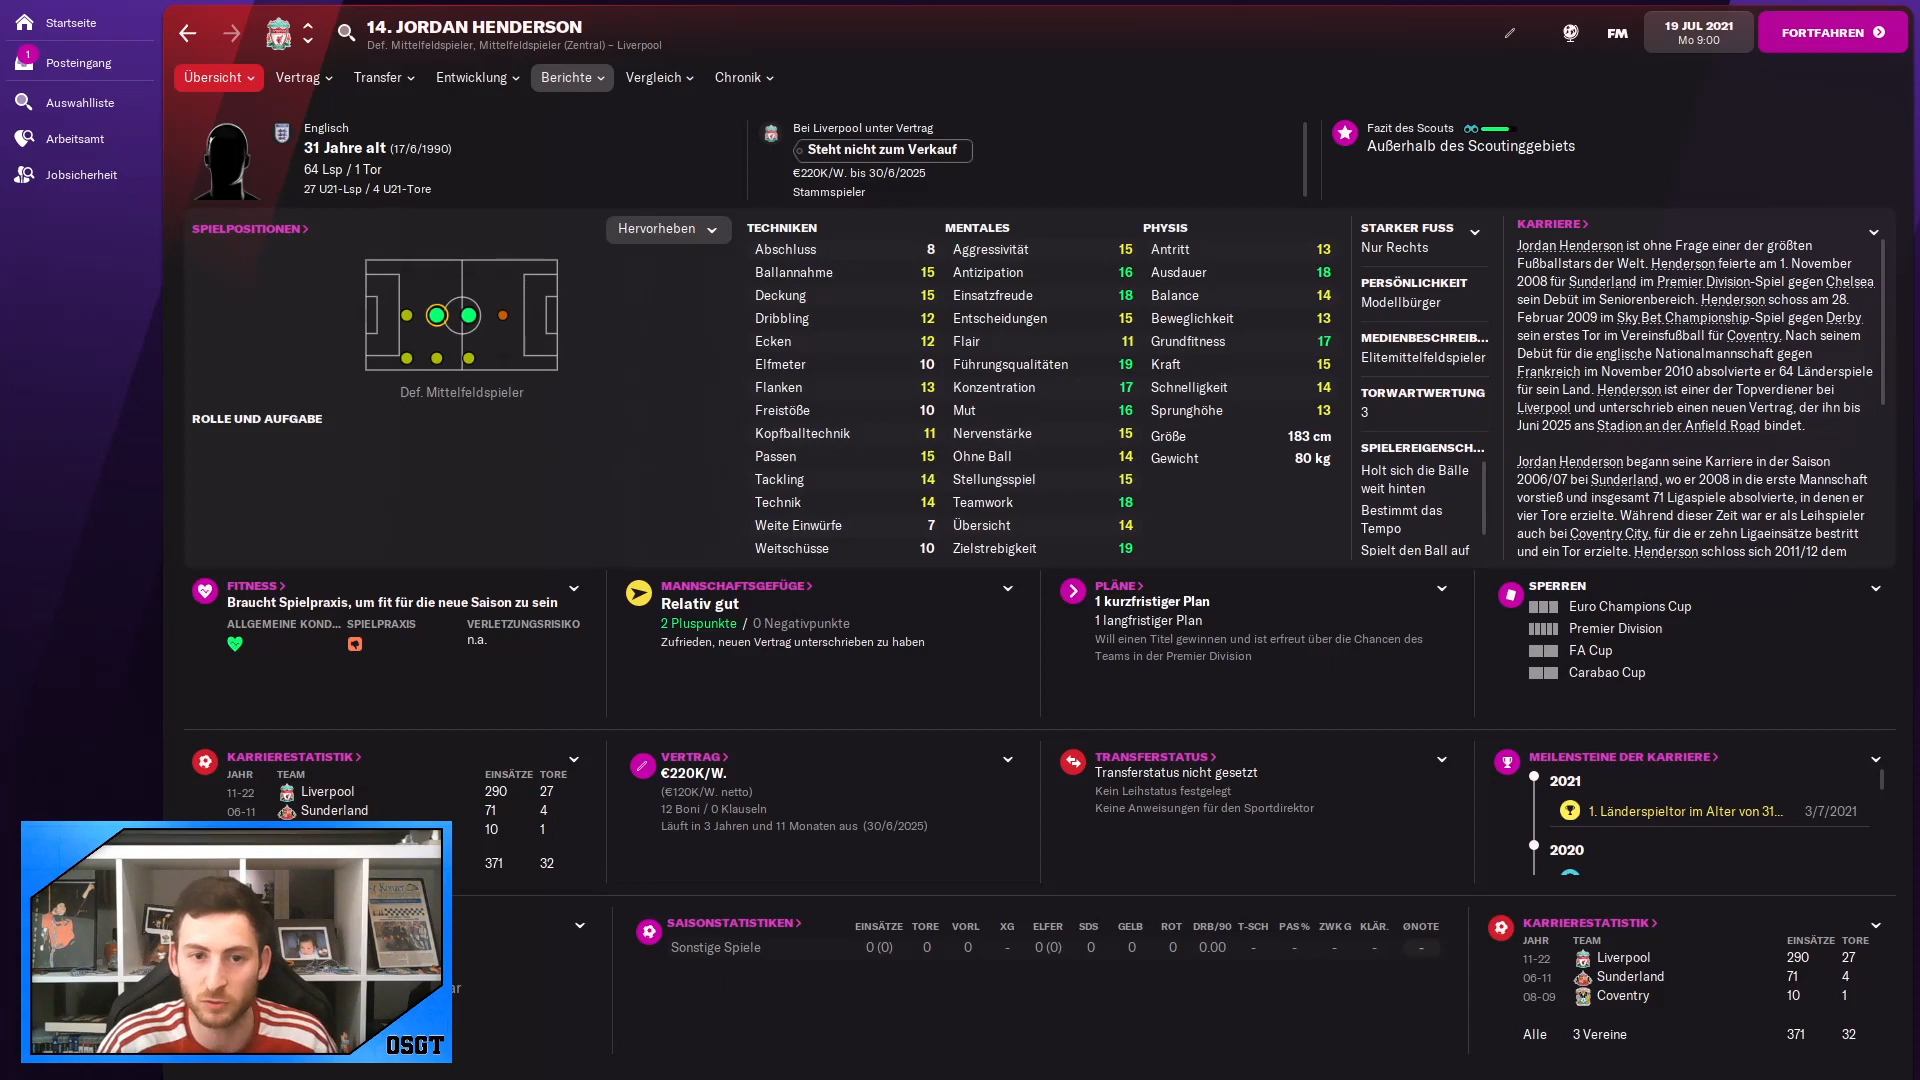 Startseite
1
Posteingang
Auswahlliste
Arbeitsamt
Jobsicherheit
14. JORDAN HENDERSON
Def. Mittelfeldspieler, Mittelfeldspieler (Zentral) – Liverpool
FM
19 JUL 2021
Mo 9:00
FORTFAHREN
Übersicht
Vertrag
Transfer
Entwicklung
Berichte
Vergleich
Chronik
Englisch
31 Jahre alt (17/6/1990)
64 Lsp / 1 Tor
27 U21-Lsp / 4 U21-Tore
Bei Liverpool unter Vertrag
Steht nicht zum Verkauf
€220K/W. bis 30/6/2025
Stammspieler
Fazit des Scouts
Außerhalb des Scoutinggebiets
SPIELPOSITIONEN
Hervorheben
Def. Mittelfeldspieler
ROLLE UND AUFGABE
TECHNIKEN
Abschluss 8
Ballannahme 15
Deckung 15
Dribbling 12
Ecken 12
Elfmeter 10
Flanken 13
Freistöße 10
Kopfballtechnik 11
Passen 15
Tackling 14
Technik 14
Weite Einwürfe 7
Weitschüsse 10
MENTALES
Aggressivität 15
Antizipation 16
Einsatzfreude 18
Entscheidungen 15
Flair 11
Führungsqualitäten 19
Konzentration 17
Mut 16
Nervenstärke 15
Ohne Ball 14
Stellungsspiel 15
Teamwork 18
Übersicht 14
Zielstrebigkeit 19
PHYSIS
Antritt 13
Ausdauer 18
Balance 14
Beweglichkeit 13
Grundfitness 17
Kraft 15
Schnelligkeit 14
Sprunghöhe 13
Größe 183 cm
Gewicht 80 kg
STARKER FUSS
Nur Rechts
PERSÖNLICHKEIT
Modellbürger
MEDIENBESCHREIB...
Elitemittelfeldspieler
TORWARTWERTUNG
3
SPIELEREIGENSCH...
Holt sich die Bälle
weit hinten
Bestimmt das
Tempo
Spielt den Ball auf
KARRIERE
Jordan Henderson ist ohne Frage einer der größten
Fußballstars der Welt. Henderson feierte am 1. November
2008 für Sunderland im Premier Division-Spiel gegen Chelsea
sein Debüt im Seniorenbereich. Henderson schoss am 28.
Februar 2009 im Sky Bet Championship-Spiel gegen Derby
sein erstes Tor im Vereinsfußball für Coventry. Nach seinem
Debüt für die englische Nationalmannschaft gegen
Frankreich im November 2010 absolvierte er 64 Länderspiele
für sein Land. Henderson ist einer der Topverdiener bei
Liverpool und unterschrieb einen neuen Vertrag, der ihn bis
Juni 2025 ans Stadion an der Anfield Road bindet.
Jordan Henderson begann seine Karriere in der Saison
2006/07 bei Sunderland, wo er 2008 in die erste Mannschaft
vorstieß und insgesamt 71 Ligaspiele absolvierte, in denen er
vier Tore erzielte. Während dieser Zeit war er als Leihspieler
auch bei Coventry City, für die er zehn Ligaeinsätze bestritt
und ein Tor erzielte. Henderson schloss sich 2011/12 dem
FITNESS
Braucht Spielpraxis, um fit für die neue Saison zu sein
ALLGEMEINE KOND... SPIELPRAXIS VERLETZUNGSRISIKO
n.a.
MANNSCHAFTSGEFÜGE
Relativ gut
2 Pluspunkte / 0 Negativpunkte
Zufrieden, neuen Vertrag unterschrieben zu haben
PLÄNE
1 kurzfristiger Plan
1 langfristiger Plan
Will einen Titel gewinnen und ist erfreut über die Chancen des
Teams in der Premier Division
SPERREN
Euro Champions Cup
Premier Division
FA Cup
Carabao Cup
KARRIERESTATISTIK
JAHR TEAM EINSÄTZE TORE
11-22 Liverpool 290 27
06-11 Sunderland 71 4
10 1
371 32
VERTRAG
€220K/W.
(€120K/W. netto)
12 Boni / 0 Klauseln
Läuft in 3 Jahren und 11 Monaten aus (30/6/2025)
TRANSFERSTATUS
Transferstatus nicht gesetzt
Kein Leihstatus festgelegt
Keine Anweisungen für den Sportdirektor
MEILENSTEINE DER KARRIERE
2021
1. Länderspieltor im Alter von 31... 3/7/2021
2020
ar
OSGT
SAISONSTATISTIKEN EINSÄTZE TORE VORL XG ELFER SDS GELB ROT DRB/90 T-SCH PAS % ZWK G KLÄR. ØNOTE
Sonstige Spiele 0 (0) 0 0 - 0 (0) 0 0 0 0.00 - - - - -
KARRIERESTATISTIK
JAHR TEAM EINSÄTZE TORE
11-22 Liverpool 290 27
06-11 Sunderland 71 4
08-09 Coventry 10 1
Alle 3 Vereine 371 32